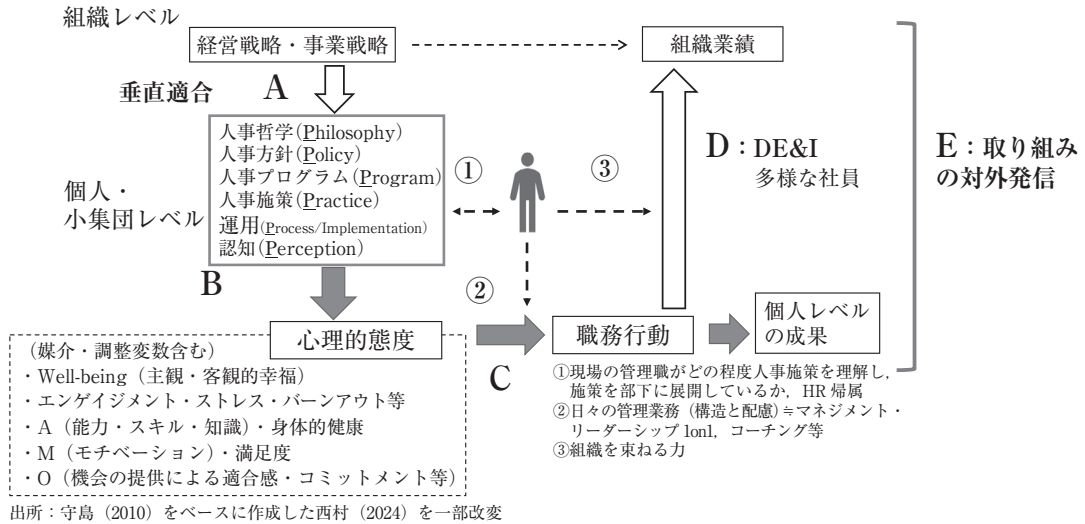 組織レベル
経営戦略・事業戦略
組織業績
垂直適合
A
人事哲学(Philosophy)
人事方針(Policy)
人事プログラム(Program)
人事施策(Practice)
運用(Process/Implementation)
認知(Perception)
個人・
小集団レベル
①
③
D：DE&I
多様な社員
E：取り組み
の対外発信
B
②
心理的態度
C
職務行動
個人レベル
の成果
（媒介・調整変数含む）
・Well-being（主観・客観的幸福）
・エンゲイジメント・ストレス・バーンアウト等
・A（能力・スキル・知識）・身体的健康
・M（モチベーション）・満足度
・O（機会の提供による適合感・コミットメント等）
①現場の管理職がどの程度人事施策を理解し，
施策を部下に展開しているか，HR 帰属
②日々の管理業務（構造と配慮）≒マネジメント・
リーダーシップ1on1，コーチング等
③組織を束ねる力
出所：守島（2010）をベースに作成した西村（2024）を一部改変